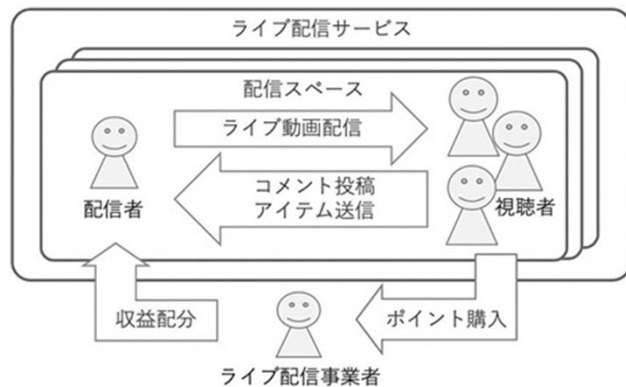 ライブ配信サービス
配信スペース
ライブ動画配信
コメント投稿
アイテム送信
配信者
視聴者
収益配分
ポイント購入
ライブ配信事業者